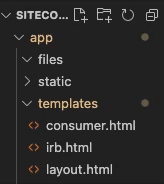 SITECO...
app
files
static
templates
consumer.html
irb.html
layout.html